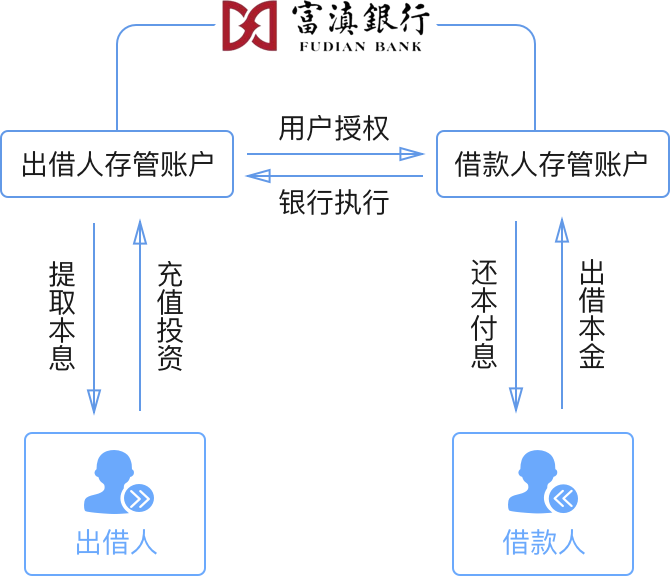 富滇銀行
FUDIAN BANK
出借人存管账户
用户授权
银行执行
借款人存管账户
提取本息
充值投资
还本付息
出借本金
出借人
借款人